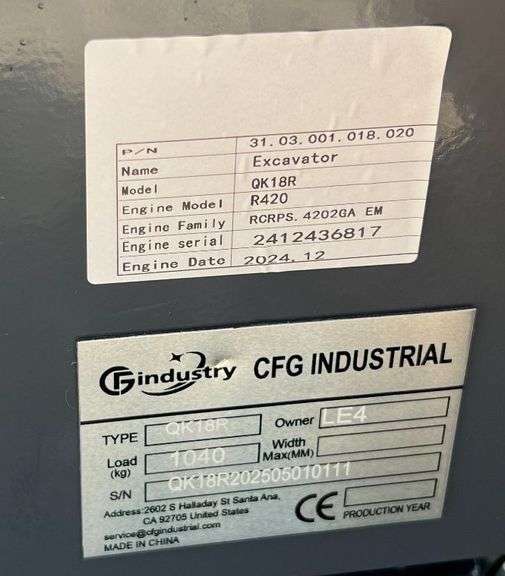 P/N 31.03.001.018.020
Name Excavator
Model QK18R
Engine Model R420
Engine Family RCRPS.4202GA EM
Engine serial 2412436817
Engine Date 2024.12
CFG industry CFG INDUSTRIAL
TYPE QK18R Owner LE4
Load (kg) 1040 Width Max(MM)
S/N QK18R202505010111
Address:2602 S Halladay St Santa Ana,
CA 92705 United States
service@cfgindustrial.com
MADE IN CHINA
CE PRODUCTION YEAR